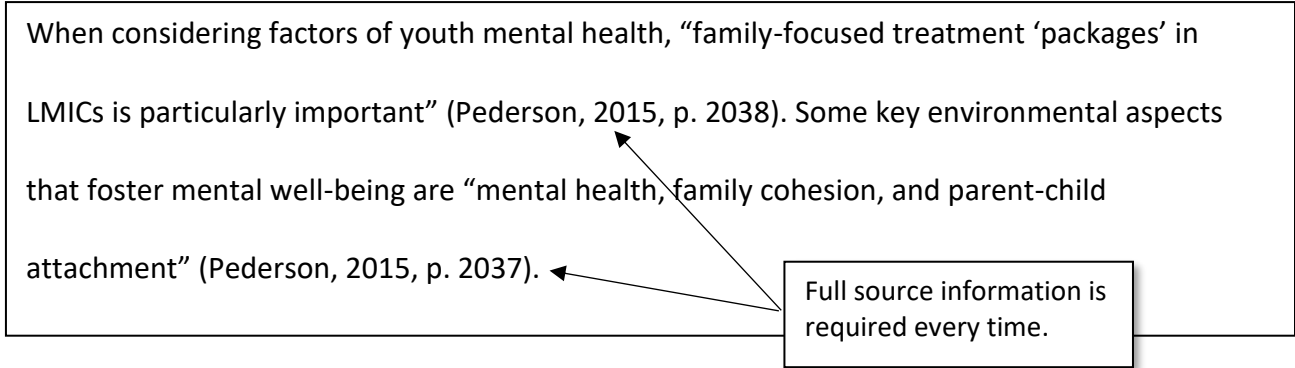 When considering factors of youth mental health, “family-focused treatment ‘packages’ in
LMICs is particularly important” (Pederson, 2015, p. 2038). Some key environmental aspects
that foster mental well-being are “mental health, family cohesion, and parent-child
attachment” (Pederson, 2015, p. 2037).
Full source information is
required every time.